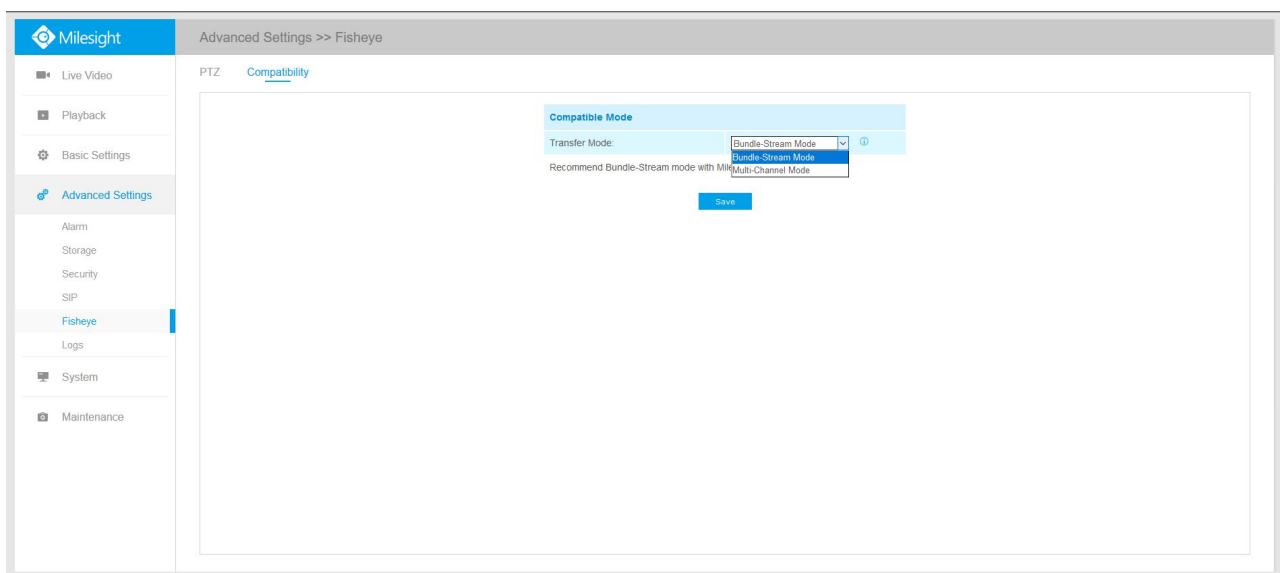 Milesight
Advanced Settings >> Fisheye
Live Video
Playback
Basic Settings
Advanced Settings
Alarm
Storage
Security
SIP
Fisheye
Logs
System
Maintenance
PTZ Compatibility
Compatible Mode
Transfer Mode: Bundle-Stream Mode
Bundle-Stream Mode
Recommend Bundle-Stream mode with
Multi-Channel Mode
Save